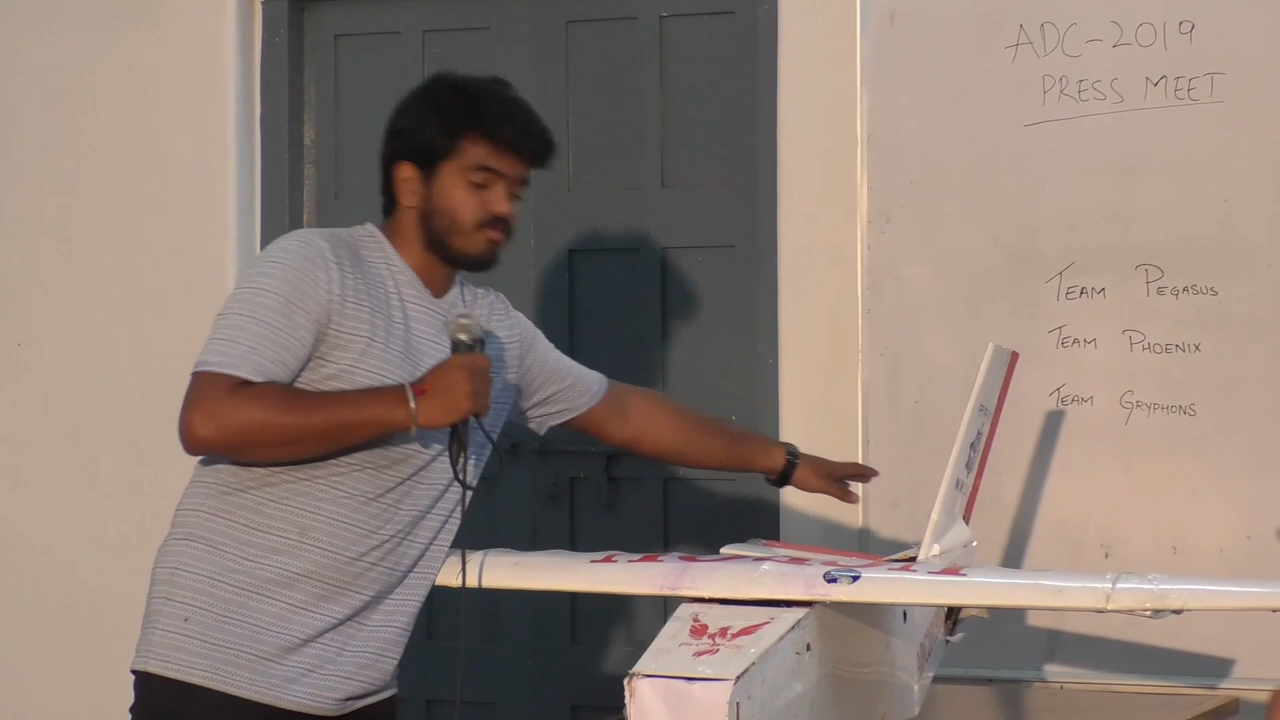 ADC-2019
PRESS MEET
TEAM PEGASUS
TEAM PHOENIX
TEAM GRYPHONS